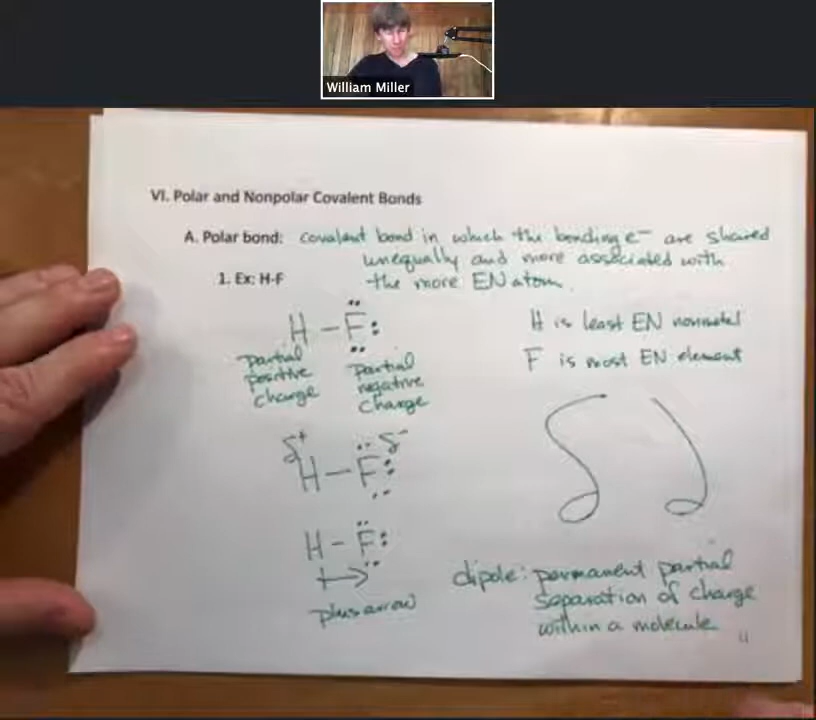 William Miller
VI. Polar and Nonpolar Covalent Bonds
A. Polar bond: covalent bond in which the bonding e⁻ are shared
unequally and more associated with
1. Ex: H-F the more EN atom.
H – F:
H is least EN nonmetal
F is most EN element
partial
positive
charge
partial
negative
charge
δ+ δ-
H – F:
H – F:
plus arrow
δ
dipole: permanent partial
separation of charge
within a molecule
11